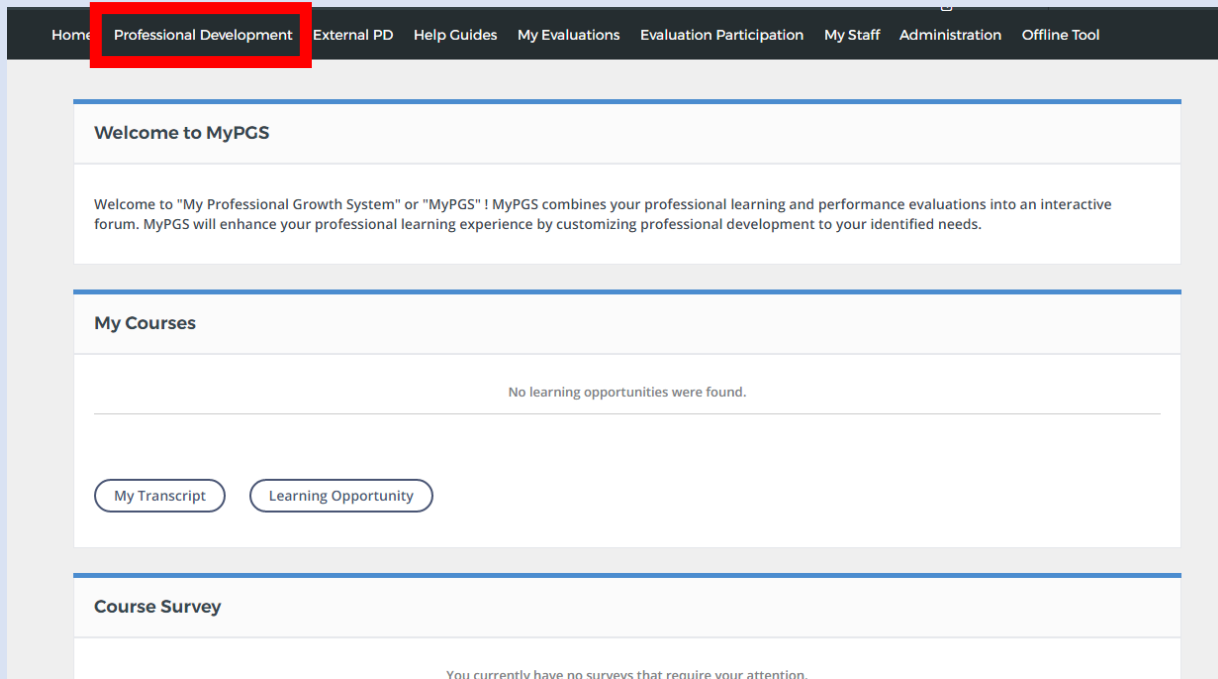 Home Professional Development External PD Help Guides My Evaluations Evaluation Participation My Staff Administration Offline Tool
Welcome to MyPGS
Welcome to "My Professional Growth System" or "MyPGS" ! MyPGS combines your professional learning and performance evaluations into an interactive
forum. MyPGS will enhance your professional learning experience by customizing professional development to your identified needs.
My Courses
No learning opportunities were found.
My Transcript Learning Opportunity
Course Survey
You currently have no surveys that require your attention.